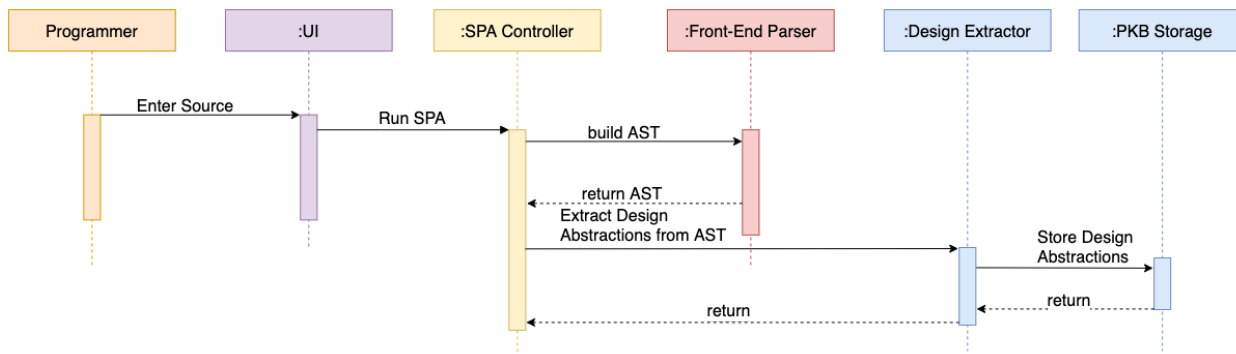 Programmer
:UI
:SPA Controller
:Front-End Parser
:Design Extractor
:PKB Storage
Enter Source
Run SPA
build AST
return AST
Extract Design
Abstractions from AST
Store Design
Abstractions
return
return